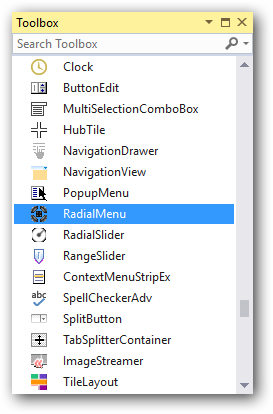 Toolbox
Search Toolbox
Clock
ButtonEdit
MultiSelectionComboBox
HubTile
NavigationDrawer
NavigationView
PopupMenu
RadialMenu
RadialSlider
RangeSlider
ContextMenuStripEx
abc SpellCheckerAdv
SplitButton
TabSplitterContainer
ImageStreamer
TileLayout